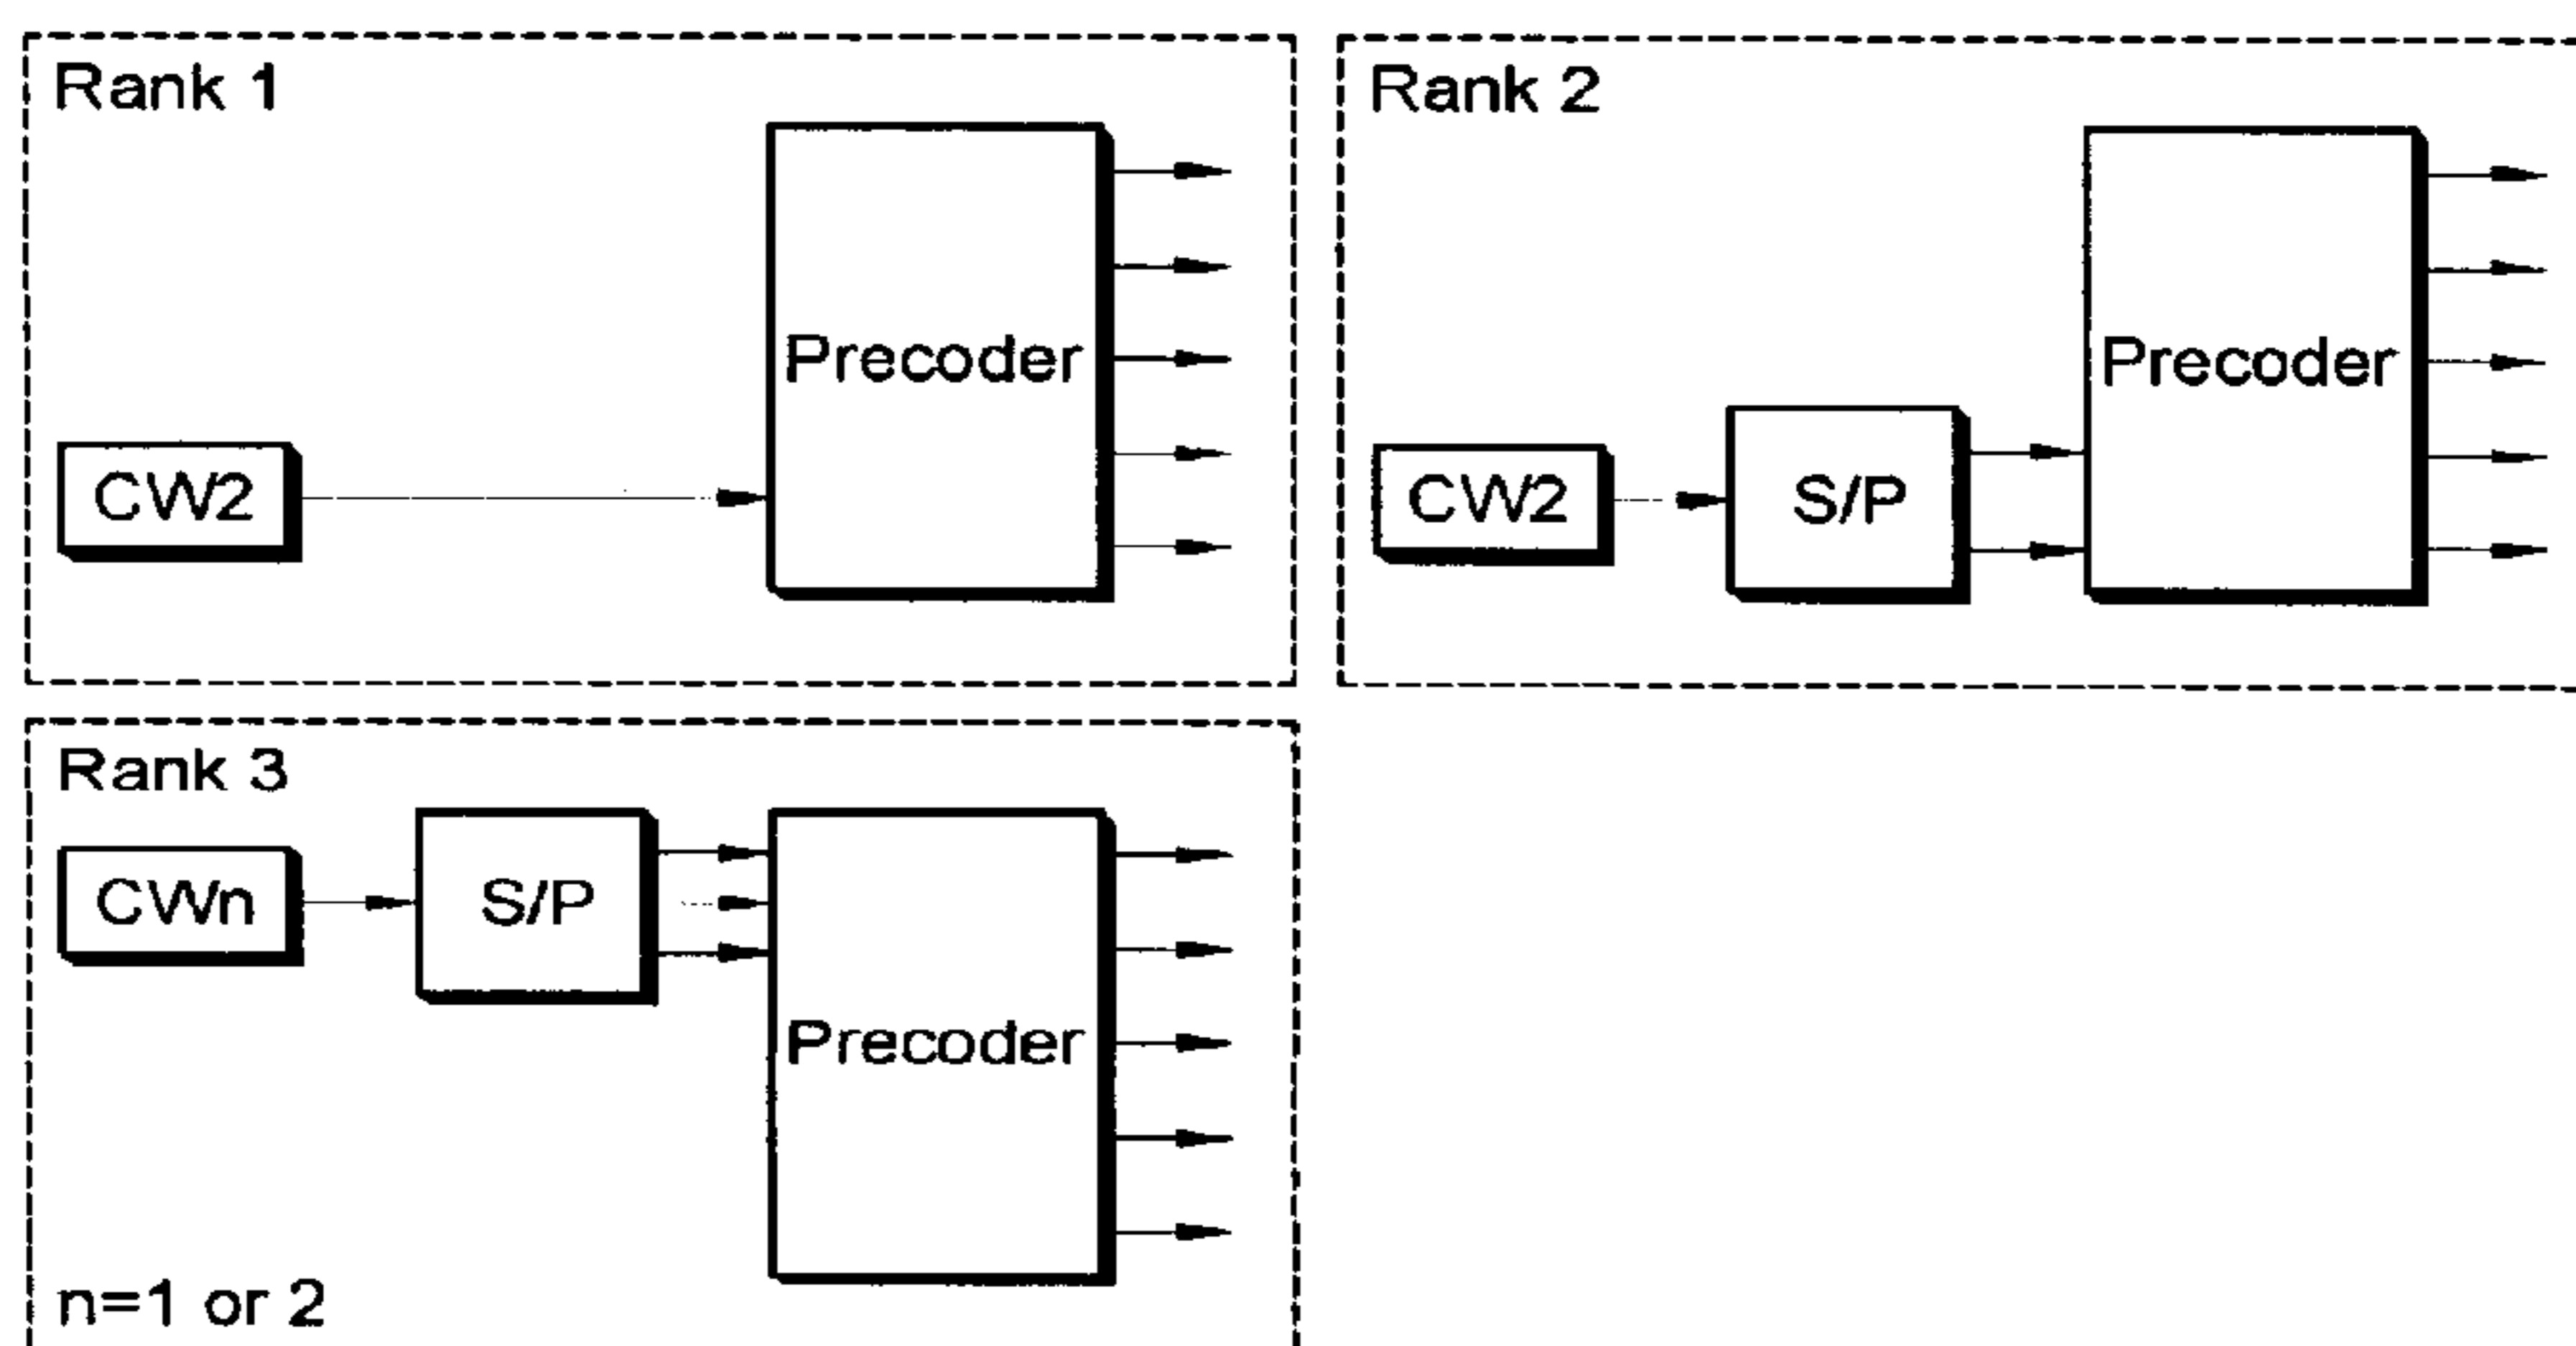 Rank 1
Precoder
CW2
Rank 2
Precoder
CW2
S/P
Rank 3
CWn
S/P
Precoder
n=1 or 2